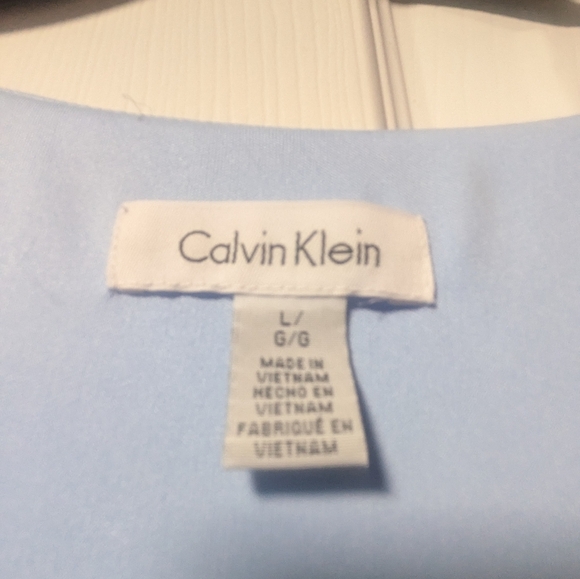 Calvin Klein
L/
G/G
MADE IN
VIETNAM
HECHO EN
VIETNAM
FABRIQUÉ EN
VIETNAM